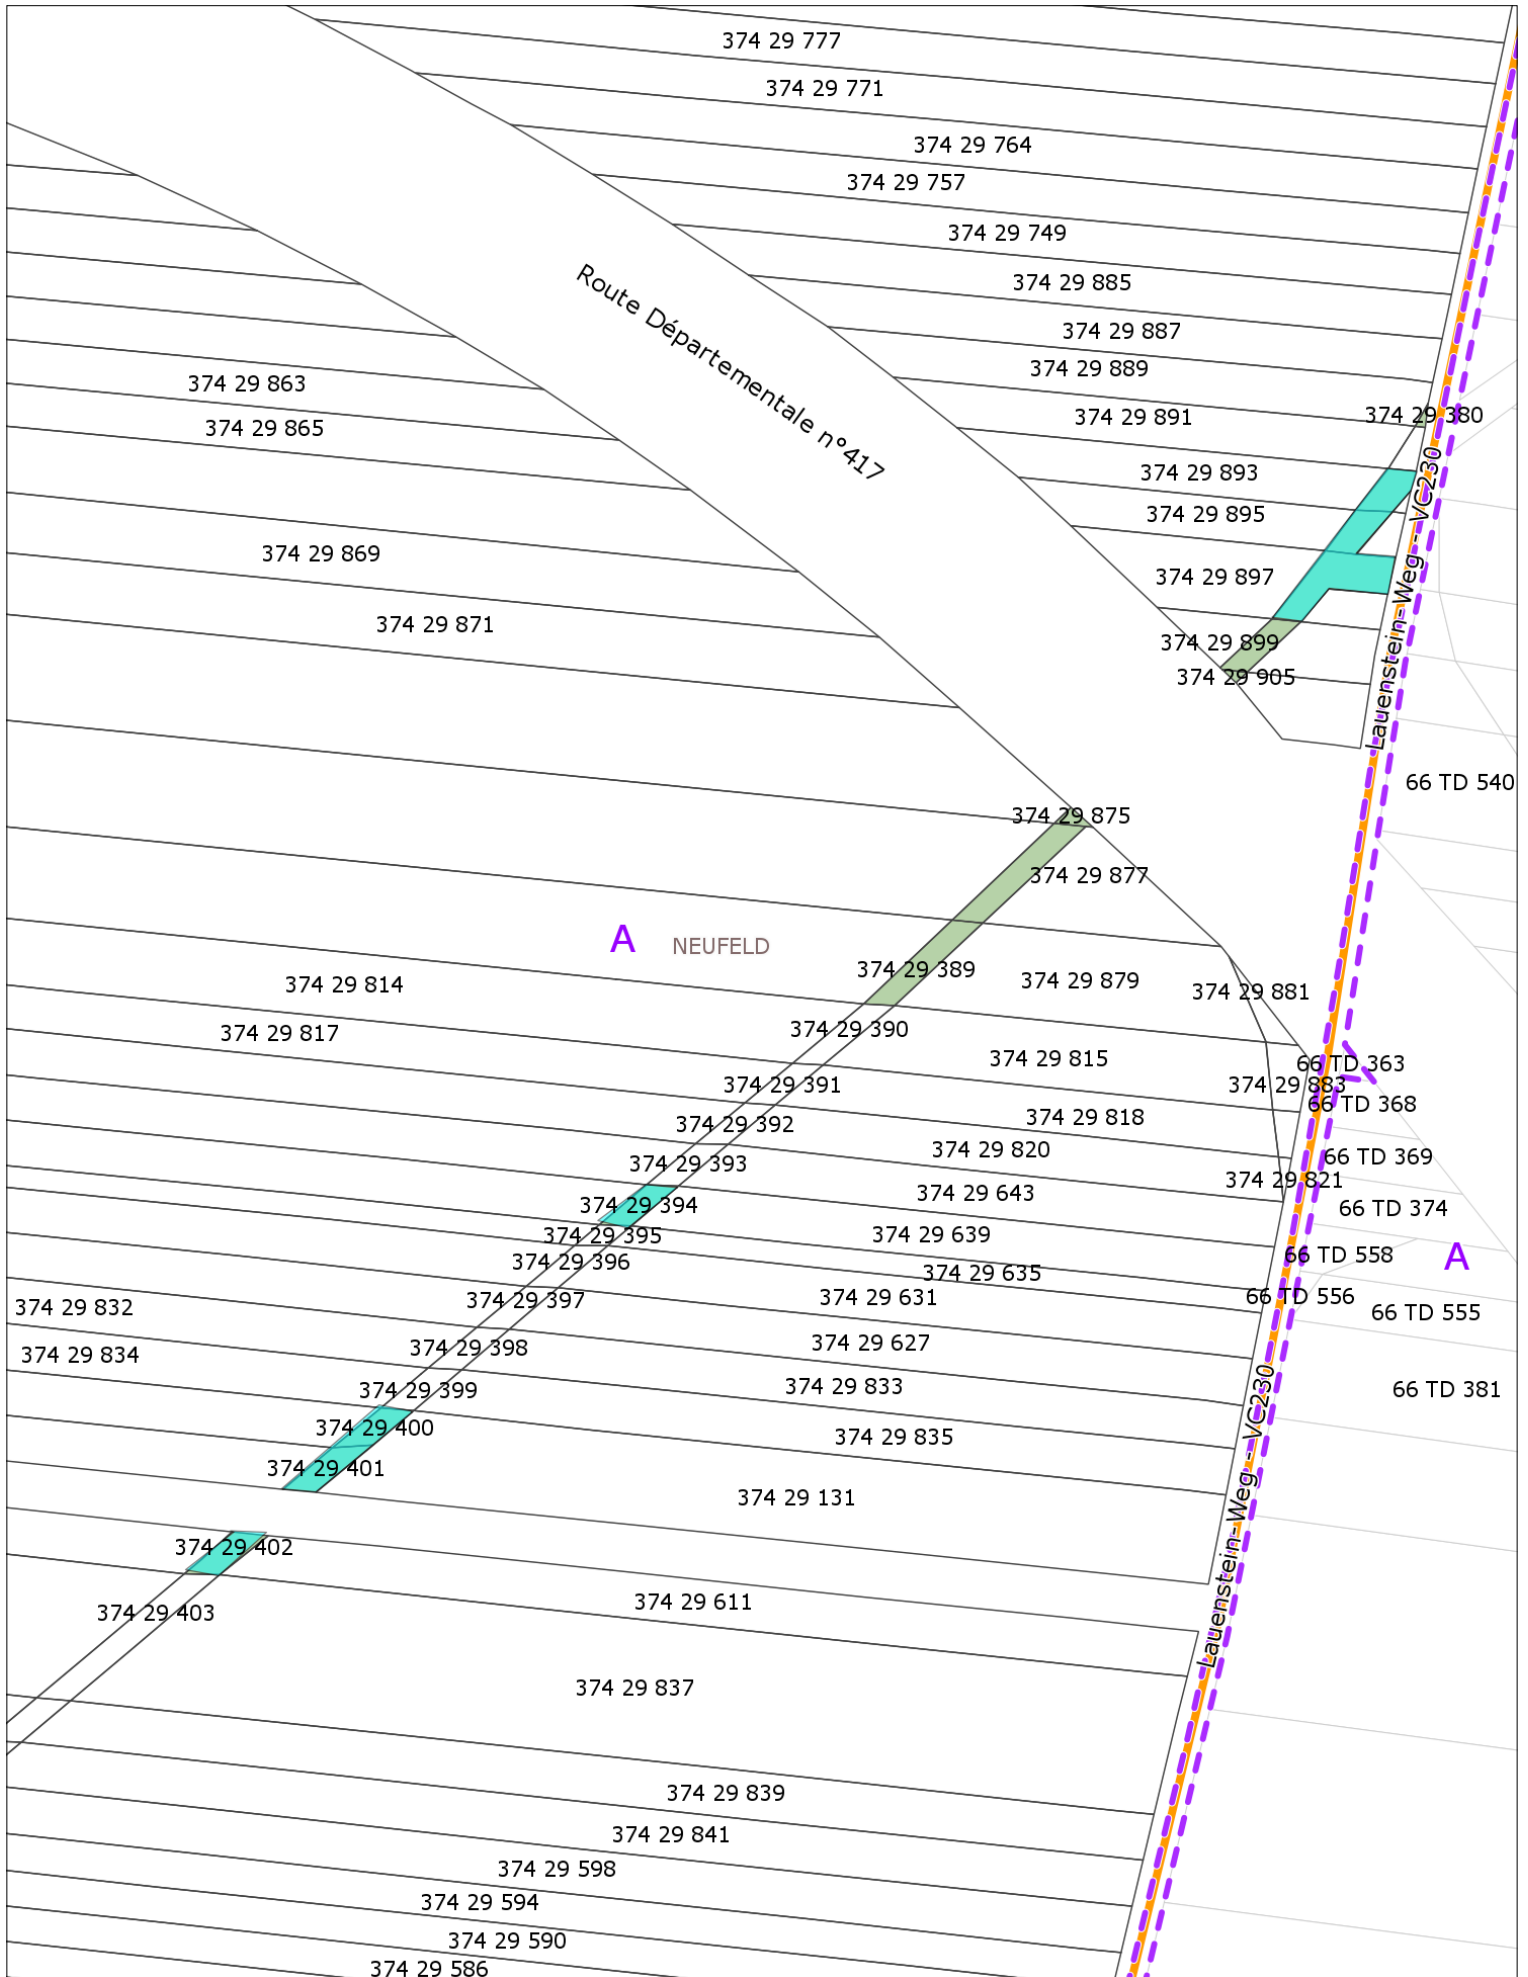 374 29 777
374 29 771
374 29 764
374 29 757
374 29 749
374 29 885
Route Départementale n°417
374 29 887
374 29 889
374 29 863
374 29 891
374 29 380
374 29 865
374 29 893
374 29 895
Lauenstein-Weg - VC230
374 29 869
374 29 897
374 29 871
374 29 899
374 29 905
66 TD 540
374 29 875
374 29 877
A
NEUFELD
374 29 389
374 29 879
374 29 814
374 29 881
374 29 390
374 29 817
374 29 815
66 TD 363
374 29 391
374 29 883
66 TD 368
374 29 818
374 29 392
374 29 820
66 TD 369
374 29 393
374 29 821
374 29 643
374 29 394
66 TD 374
374 29 395
374 29 639
66 TD 558
A
374 29 396
374 29 635
374 29 397
374 29 631
66 TD 556
374 29 832
66 TD 555
374 29 627
374 29 398
374 29 834
374 29 833
374 29 399
66 TD 381
374 29 400
374 29 835
374 29 401
Lauenstein-Weg - VC230
374 29 131
374 29 402
374 29 611
374 29 403
374 29 837
374 29 839
374 29 841
374 29 598
374 29 594
374 29 590
374 29 586